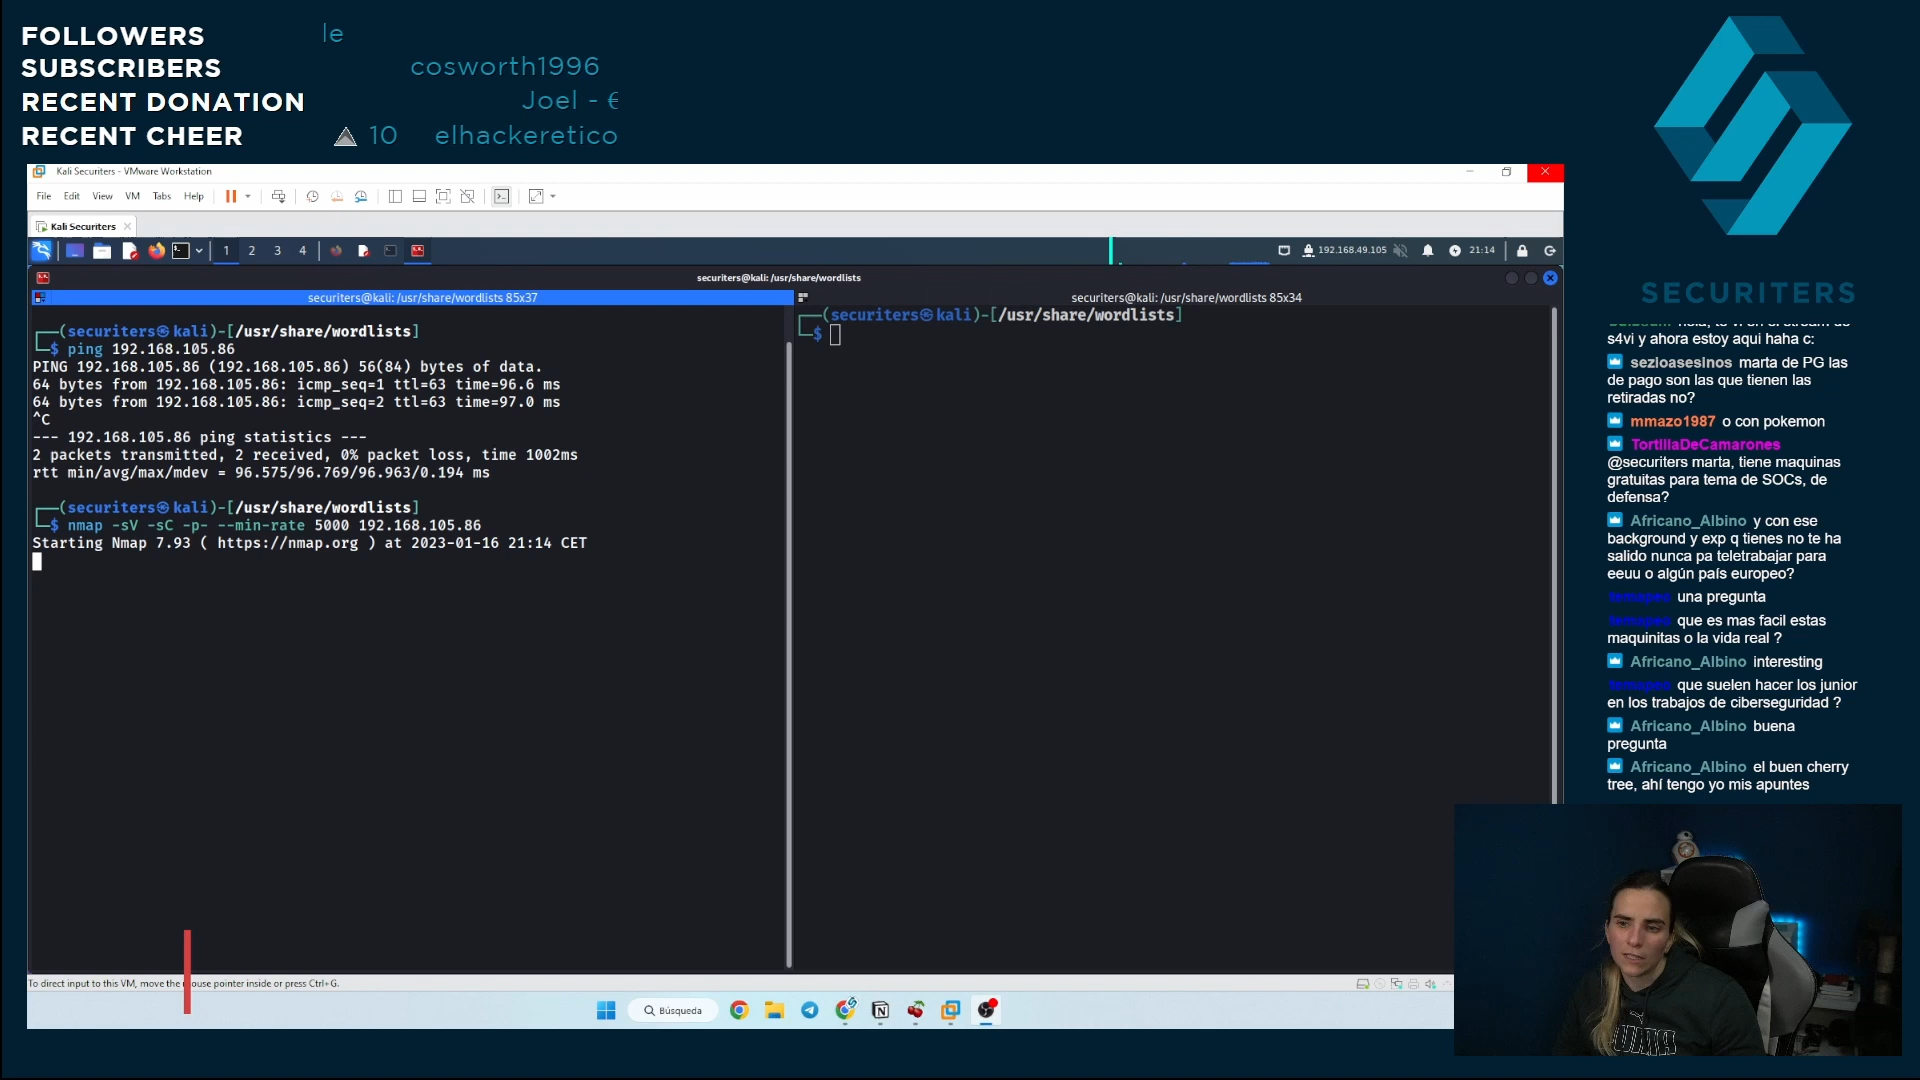 FOLLOWERS le
SUBSCRIBERS cosworth1996
RECENT DONATION Joel - €
RECENT CHEER 10 elhackeretico
Kali Securiters - VMware Workstation
File Edit View VM Tabs Help
Kali Securiters
1 2 3 4
192.168.49.105
21:14
securiters@kali: /usr/share/wordlists
securiters@kali: /usr/share/wordlists 85x37
┌──(securiters㉿kali)-[/usr/share/wordlists]
└─$ ping 192.168.105.86
PING 192.168.105.86 (192.168.105.86) 56(84) bytes of data.
64 bytes from 192.168.105.86: icmp_seq=1 ttl=63 time=96.6 ms
64 bytes from 192.168.105.86: icmp_seq=2 ttl=63 time=97.0 ms
^C
--- 192.168.105.86 ping statistics ---
2 packets transmitted, 2 received, 0% packet loss, time 1002ms
rtt min/avg/max/mdev = 96.575/96.769/96.963/0.194 ms
┌──(securiters㉿kali)-[/usr/share/wordlists]
└─$ nmap -sV -sC -p- --min-rate 5000 192.168.105.86
Starting Nmap 7.93 ( https://nmap.org ) at 2023-01-16 21:14 CET
securiters@kali: /usr/share/wordlists 85x34
┌──(securiters㉿kali)-[/usr/share/wordlists]
└─$
To direct input to this VM, move the mouse pointer inside or press Ctrl+G.
Búsqueda
SECURITERS
s4vi y ahora estoy aqui haha c:
sezioasesinos marta de PG las
de pago son las que tienen las
retiradas no?
mmazo1987 o con pokemon
TortillaDeCamarones
@securiters marta, tiene maquinas
gratuitas para tema de SOCs, de
defensa?
Africano_Albino y con ese
background y exp q tienes no te ha
salido nunca pa teletrabajar para
eeuu o algún país europeo?
una pregunta
que es mas facil estas
maquinitas o la vida real ?
Africano_Albino interesting
que suelen hacer los junior
en los trabajos de ciberseguridad ?
Africano_Albino buena
pregunta
Africano_Albino el buen cherry
tree, ahí tengo yo mis apuntes
PUMA